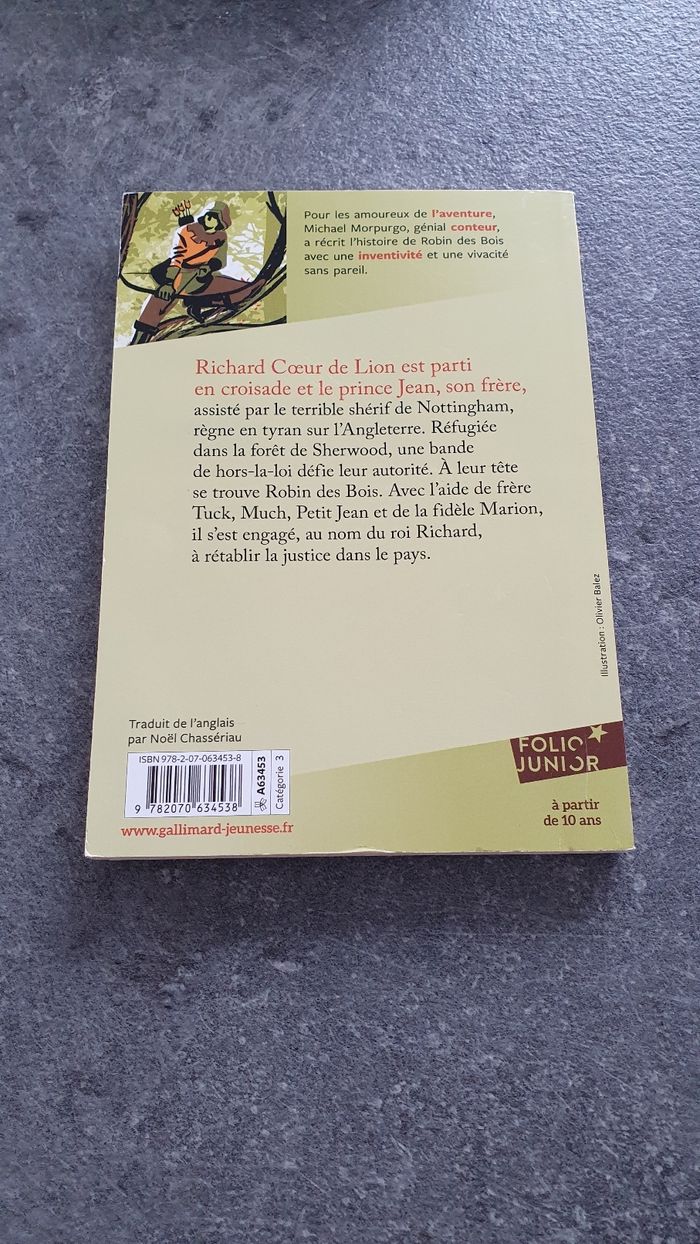 Pour les amoureux de l'aventure,
Michael Morpurgo, génial conteur,
a récrit l'histoire de Robin des Bois
avec une inventivité et une vivacité
sans pareil.
Richard Cœur de Lion est parti
en croisade et le prince Jean, son frère,
assisté par le terrible shérif de Nottingham,
règne en tyran sur l'Angleterre. Réfugiée
dans la forêt de Sherwood, une bande
de hors-la-loi défie leur autorité. À leur tête
se trouve Robin des Bois. Avec l'aide de frère
Tuck, Much, Petit Jean et de la fidèle Marion,
il s'est engagé, au nom du roi Richard,
à rétablir la justice dans le pays.
Illustration : Olivier Balez
Traduit de l'anglais
par Noël Chassériau
ISBN 978-2-07-063453-8
9 782070 634538
A63453
Catégorie 3
www.gallimard-jeunesse.fr
FOLIO
JUNIOR
à partir
de 10 ans